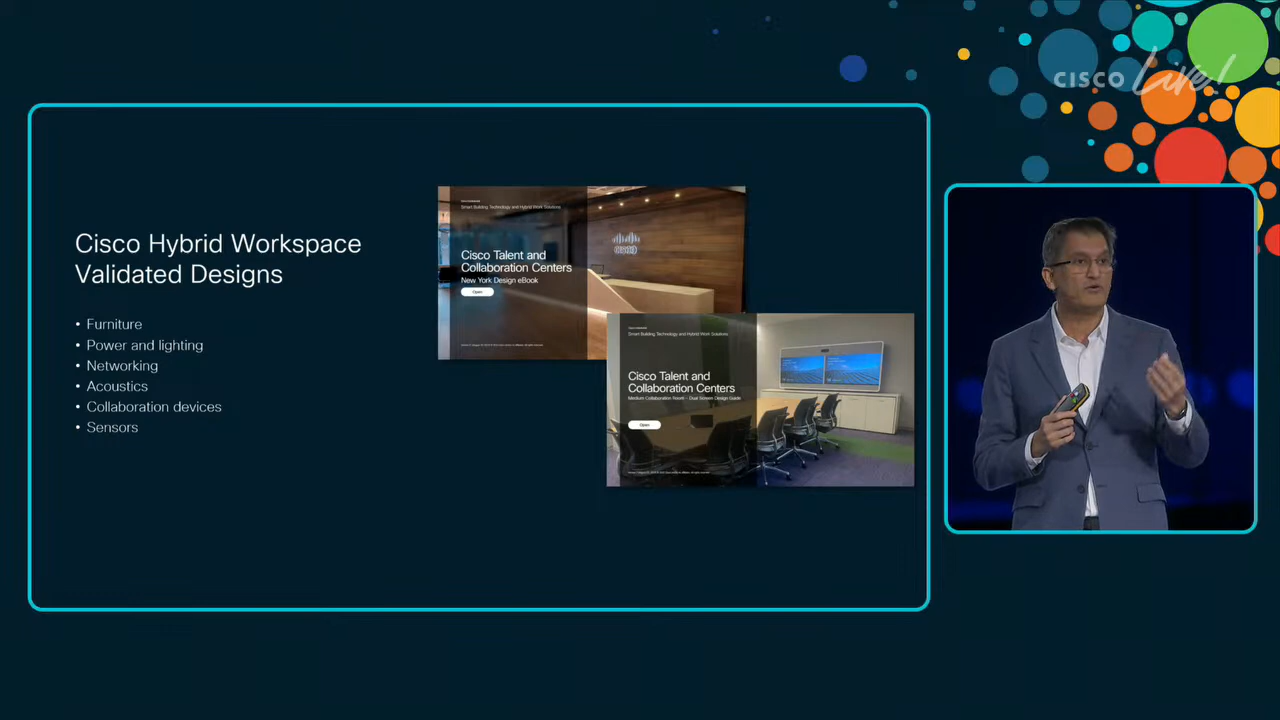 CISCO Live!
Cisco Hybrid Workspace
Validated Designs
• Furniture
• Power and lighting
• Networking
• Acoustics
• Collaboration devices
• Sensors
Smart Building Technology and Hybrid Work Solutions
Cisco Talent and
Collaboration Centers
New York Design eBook
Open
CISCO
Smart Building Technology and Hybrid Work Solutions
Cisco Talent and
Collaboration Centers
Medium Collaboration Room – Dual Screen Design Guide
Open